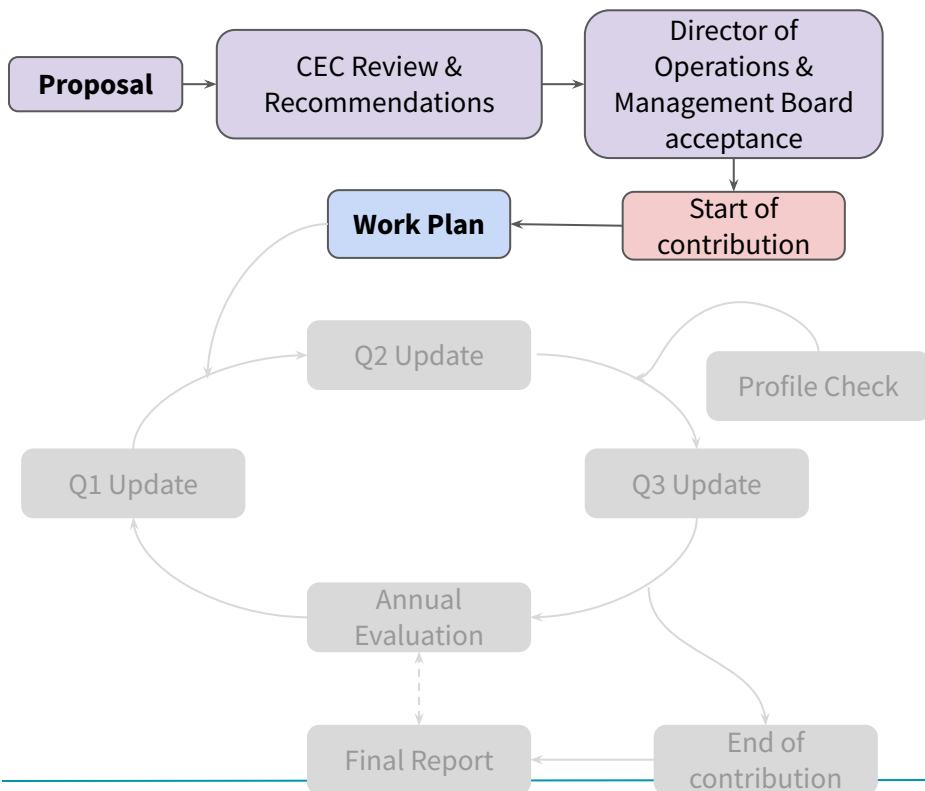 Proposal
CEC Review &
Recommendations
Director of
Operations &
Management Board
acceptance
Start of
contribution
Work Plan
Q2 Update
Profile Check
Q1 Update
Q3 Update
Annual
Evaluation
Final Report
End of
contribution